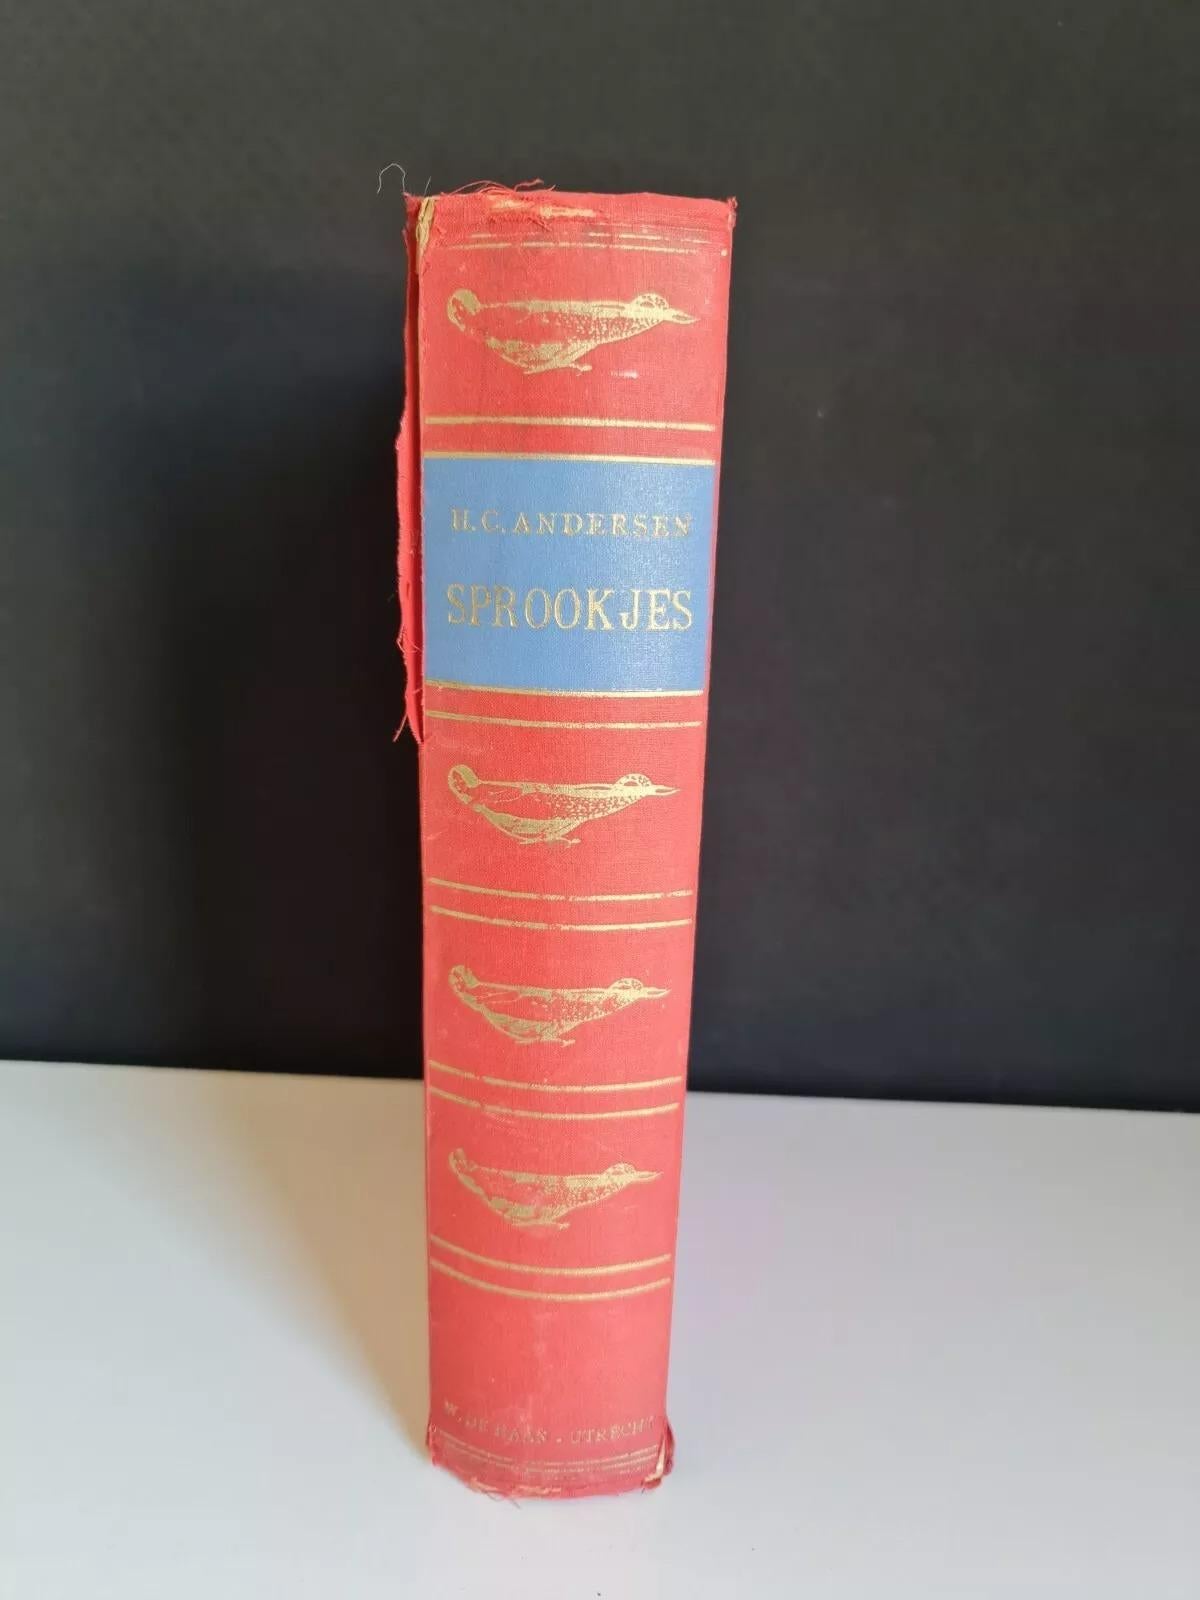 H.C. ANDERSEN
SPROOKJES
W. DE HAAN - UTRECHT